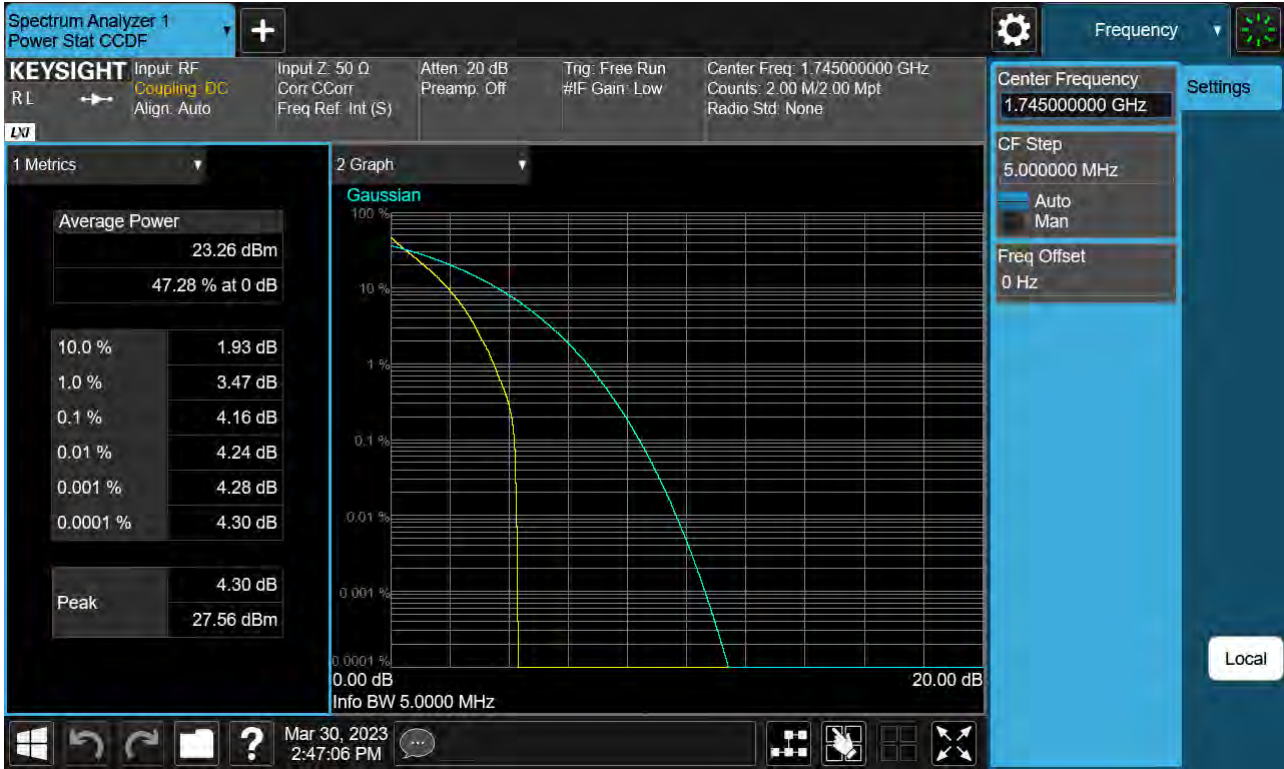 Spectrum Analyzer 1
Power Stat CCDF
Frequency
KEYSIGHT
RL
LXI
Input: RF
Coupling: DC
Align: Auto
Input Z: 50 Ω
Corr CCorr
Freq Ref: Int (S)
Atten: 20 dB
Preamp: Off
Trig: Free Run
#IF Gain: Low
Center Freq: 1.745000000 GHz
Counts: 2.00 M/2.00 Mpt
Radio Std: None
1 Metrics
Average Power
23.26 dBm
47.28 % at 0 dB
10.0 % 1.93 dB
1.0 % 3.47 dB
0.1 % 4.16 dB
0.01 % 4.24 dB
0.001 % 4.28 dB
0.0001 % 4.30 dB
Peak
4.30 dB
27.56 dBm
2 Graph
Gaussian
100 %
10 %
1 %
0.1 %
0.01 %
0.001 %
0.0001 %
0.00 dB 20.00 dB
Info BW 5.0000 MHz
Center Frequency
1.745000000 GHz
CF Step
5.000000 MHz
Auto
Man
Freq Offset
0 Hz
Settings
Local
?
Mar 30, 2023
2:47:06 PM